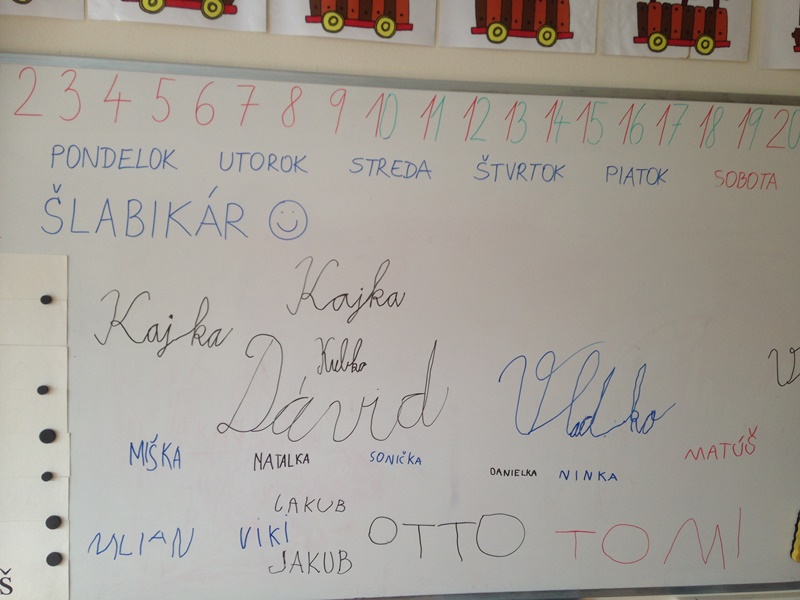 2 3 4 5 6 7 8 9 10 11 12 13 14 15 16 17 18 19 20
PONDELOK UTOROK STREDA ŠTVRTOK PIATOK SOBOTA
ŠLABIKÁR
Kajka
Kajka
Kubko
Dávid
Vladko
MIŠKA NATALKA SONIČKA DANIELKA NINKA MATÚŠ
LAKUB
ULIAN VIKI OTTO TOMI
JAKUB
Š